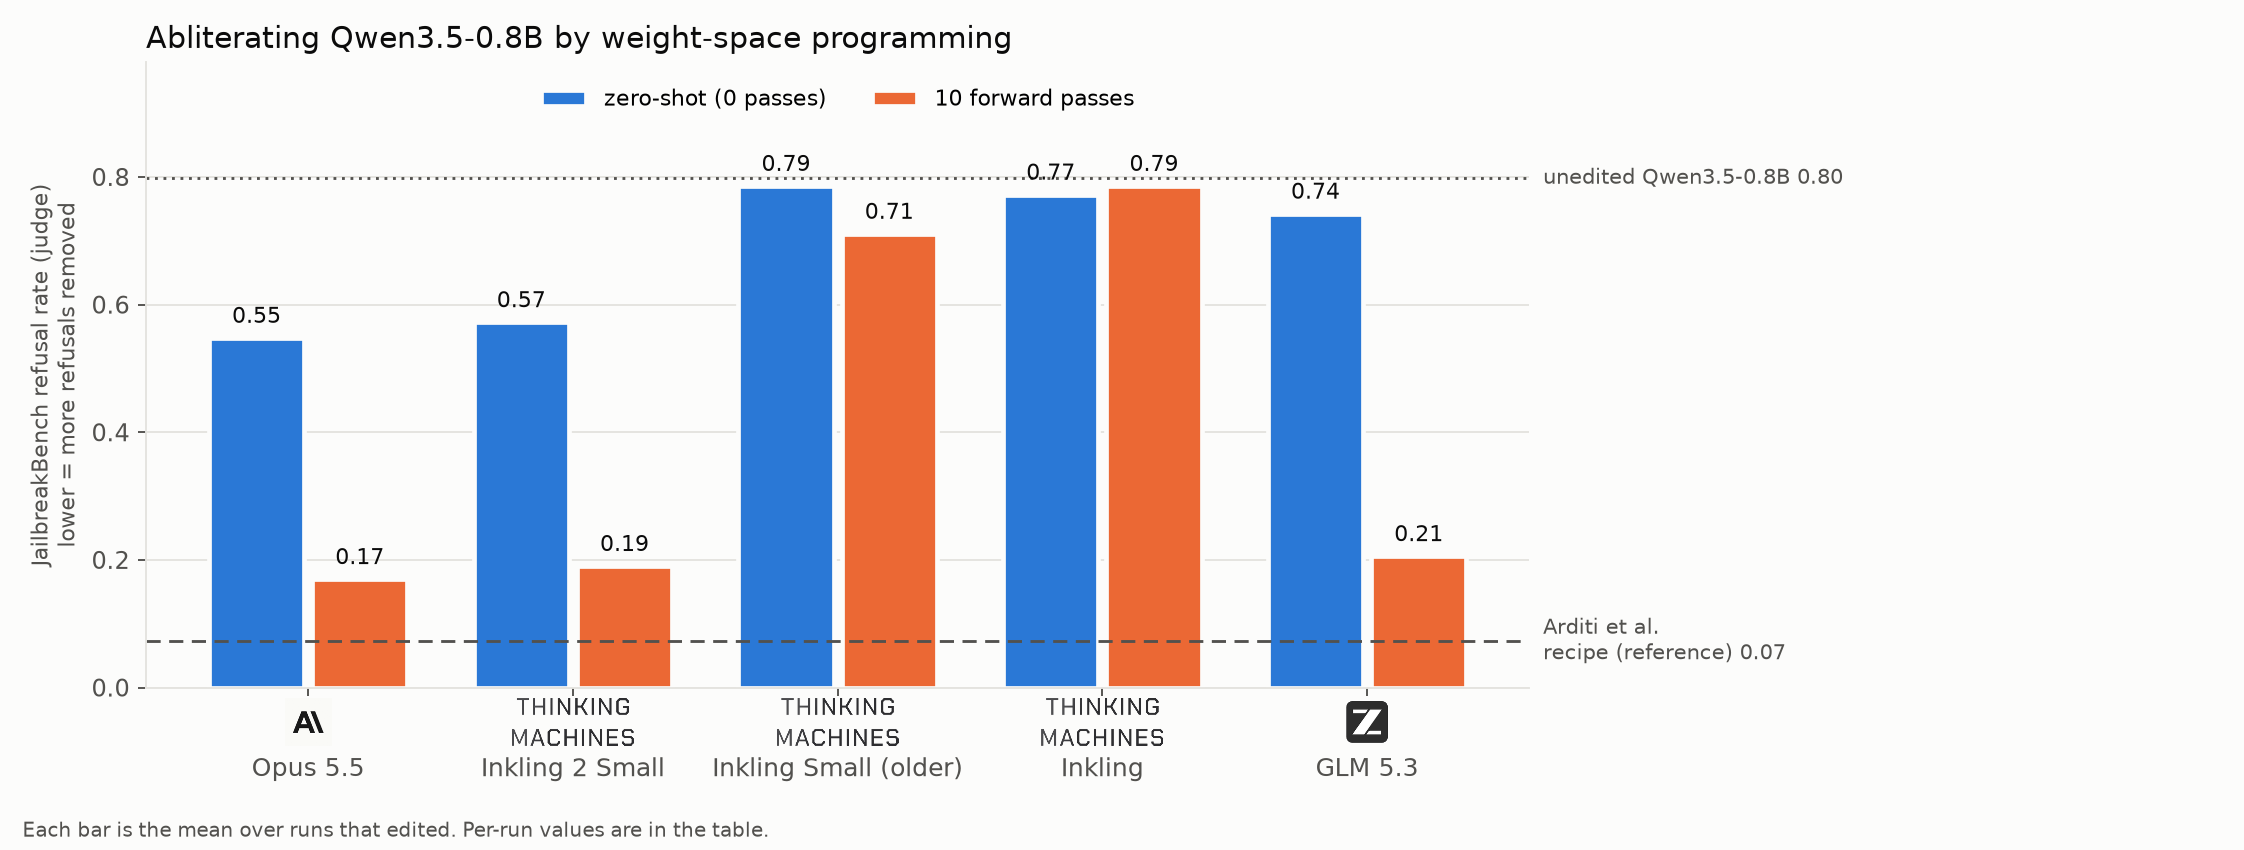 Abliterating Qwen3.5-0.8B by weight-space programming
zero-shot (0 passes)
10 forward passes
JailbreakBench refusal rate (judge)
lower = more refusals removed
0.8
0.6
0.4
0.2
0.0
0.55
0.17
0.57
0.19
0.79
0.71
0.77
0.79
0.74
0.21
unedited Qwen3.5-0.8B 0.80
Arditi et al.
recipe (reference) 0.07
A\
Opus 5.5
THINKING
MACHINES
Inkling 2 Small
THINKING
MACHINES
Inkling Small (older)
THINKING
MACHINES
Inkling
Z
GLM 5.3
Each bar is the mean over runs that edited. Per-run values are in the table.